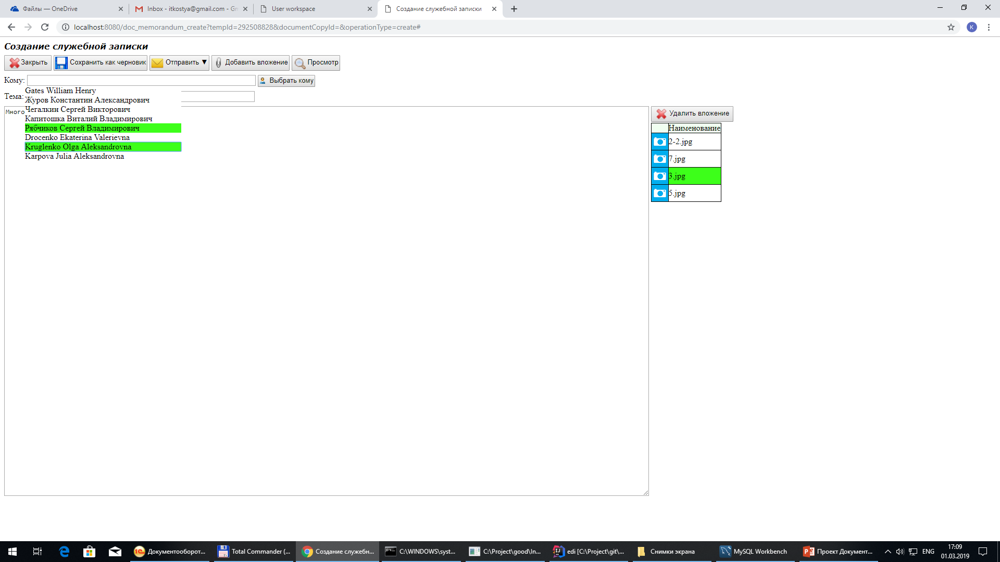 Файлы — OneDrive
Inbox - itkostya@gmail.com - Gm
User workspace
Создание служебной записки
localhost:8080/doc_memorandum_create?templd=292508828&documentCopyId=&operationType=create#
K
Создание служебной записки
Закрыть
Сохранить как черновик
Отправить ▼
Добавить вложение
Просмотр
Кому:
Выбрать кому
Gates William Henry
Тема:
Журов Константин Александрович
Много
Чегалкин Сергей Викторович
Капитошка Виталий Владимирович
Рябчиков Сергей Владимирович
Drocenko Ekaterina Valerievna
Kruglenko Olga Aleksandrovna
Karpova Julia Aleksandrovna
Удалить вложение
Наименование
2-2.jpg
7.jpg
3.jpg
5.jpg
Документооборот...
Total Commander (...
Создание служебн...
C:\WINDOWS\syst...
C:\Project\good\In...
edi [C:\Project\git\...
Снимки экрана
MySQL Workbench
Проект Документ...
ENG
17:09
01.03.2019